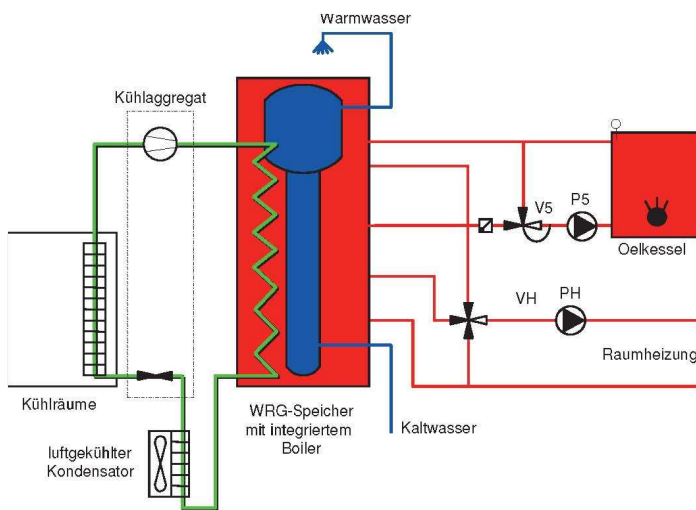 Warmwasser
Kühlaggregat
V5
P5
Oelkessel
VH
PH
Raumheizung
Kühlräume
WRG-Speicher
mit integriertem
Boiler
Kaltwasser
luftgekühlter
Kondensator